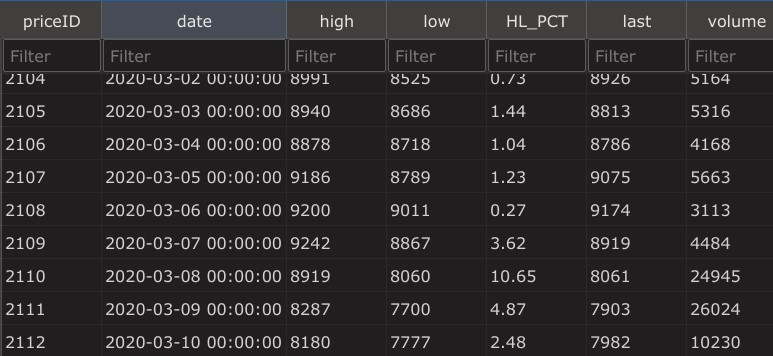 priceID date high low HL_PCT last volume
Filter Filter Filter Filter Filter Filter Filter
2104 2020-03-02 00:00:00 8991 8525 0.73 8926 5164
2105 2020-03-03 00:00:00 8940 8686 1.44 8813 5316
2106 2020-03-04 00:00:00 8878 8718 1.04 8786 4168
2107 2020-03-05 00:00:00 9186 8789 1.23 9075 5663
2108 2020-03-06 00:00:00 9200 9011 0.27 9174 3113
2109 2020-03-07 00:00:00 9242 8867 3.62 8919 4484
2110 2020-03-08 00:00:00 8919 8060 10.65 8061 24945
2111 2020-03-09 00:00:00 8287 7700 4.87 7903 26024
2112 2020-03-10 00:00:00 8180 7777 2.48 7982 10230